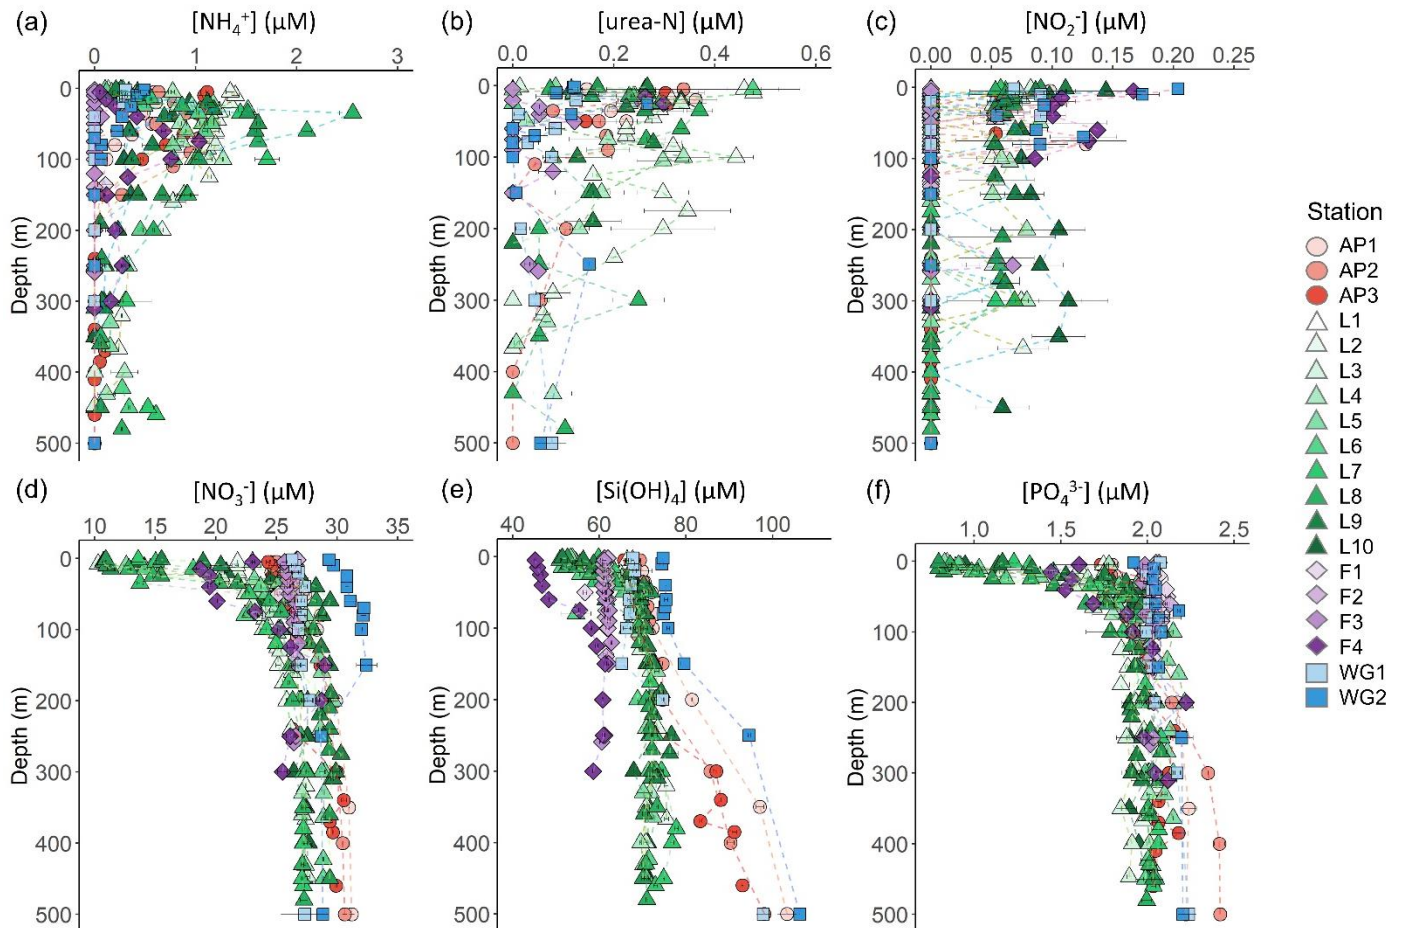 (a) [NH₄⁺] (µM)
0 1 2 3
0
100
200
300
400
500
Depth (m)
(b) [urea-N] (µM)
0.0 0.2 0.4 0.6
0
100
200
300
400
500
Depth (m)
(c) [NO₂⁻] (µM)
0.00 0.05 0.10 0.15 0.20 0.25
0
100
200
300
400
500
Depth (m)
(d) [NO₃⁻] (µM)
10 15 20 25 30 35
0
100
200
300
400
500
Depth (m)
(e) [Si(OH)₄] (µM)
40 60 80 100
0
100
200
300
400
500
Depth (m)
(f) [PO₄³⁻] (µM)
1.0 1.5 2.0 2.5
0
100
200
300
400
500
Depth (m)
Station
AP1
AP2
AP3
L1
L2
L3
L4
L5
L6
L7
L8
L9
L10
F1
F2
F3
F4
WG1
WG2